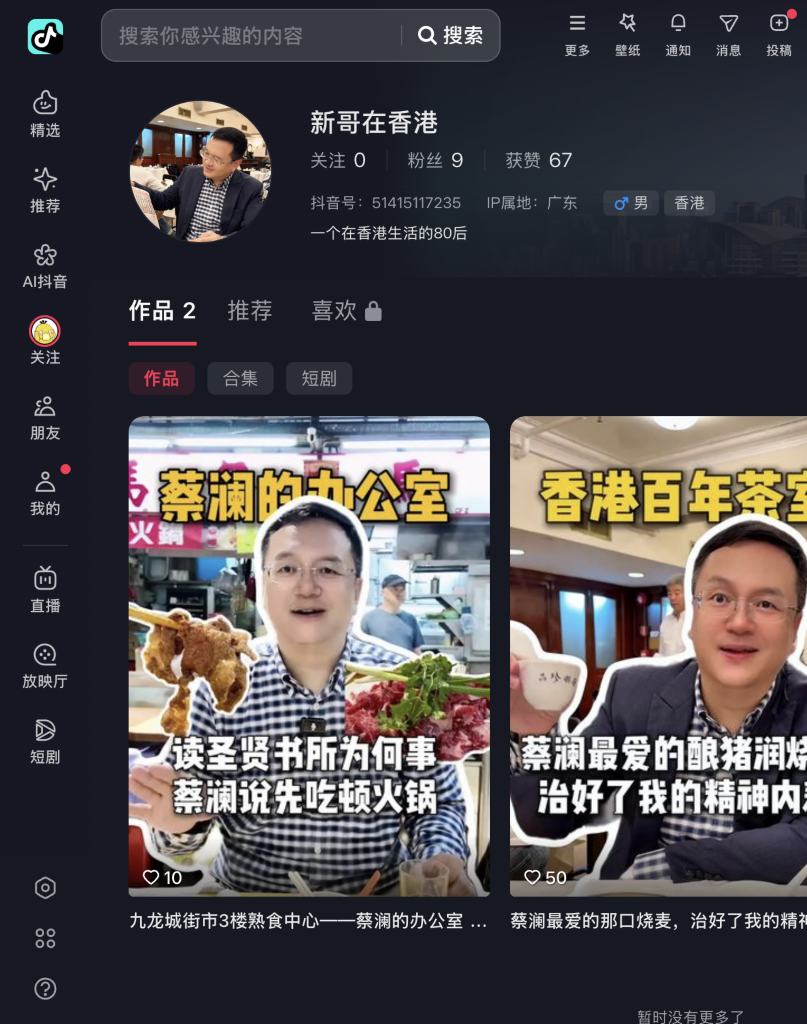 搜索你感兴趣的内容
搜索
更多
壁纸
通知
消息
投稿
精选
推荐
AI抖音
关注
朋友
我的
直播
放映厅
短剧
新哥在香港
关注 0
粉丝 9
获赞 67
抖音号：51415117235
IP属地：广东
男
香港
一个在香港生活的80后
作品 2
推荐
喜欢
作品
合集
短剧
蔡澜的办公室
火鍋
读圣贤书所为何事
蔡澜说先吃顿火锅
10
九龙城街市3楼熟食中心——蔡澜的办公室 ...
香港百年茶室
蔡澜最爱的酿猪润烧
治好了我的精神内
50
蔡澜最爱的那口烧麦，治好了我的精神
暂时没有更多了